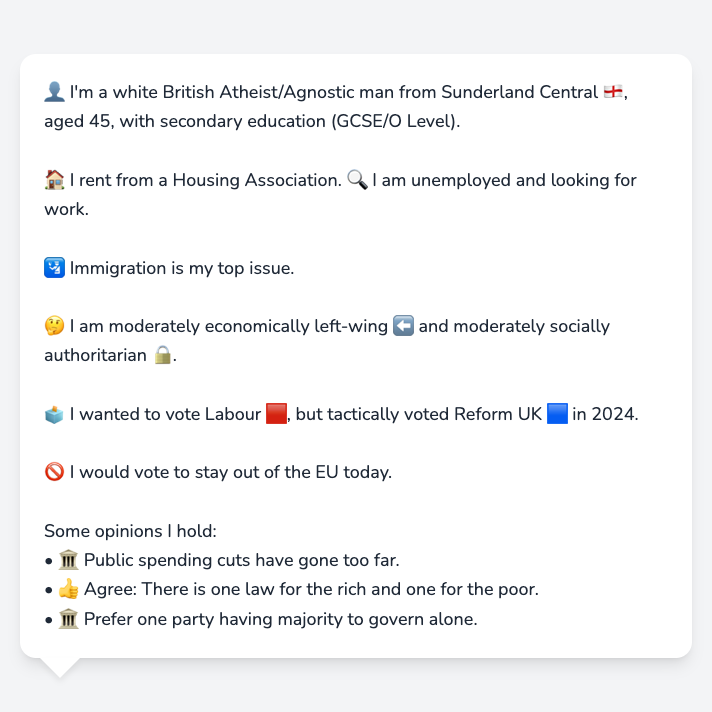 👤 I'm a white British Atheist/Agnostic man from Sunderland Central 🏴󠁧󠁢󠁥󠁮󠁧󠁿,
aged 45, with secondary education (GCSE/O Level).
🏠 I rent from a Housing Association. 🔍 I am unemployed and looking for
work.
🛂 Immigration is my top issue.
🤔 I am moderately economically left-wing ⬅️ and moderately socially
authoritarian 🔒.
🗳️ I wanted to vote Labour 🟥, but tactically voted Reform UK 🟦 in 2024.
🚫 I would vote to stay out of the EU today.
Some opinions I hold:
• 🏛️ Public spending cuts have gone too far.
• 👍 Agree: There is one law for the rich and one for the poor.
• 🏛️ Prefer one party having majority to govern alone.